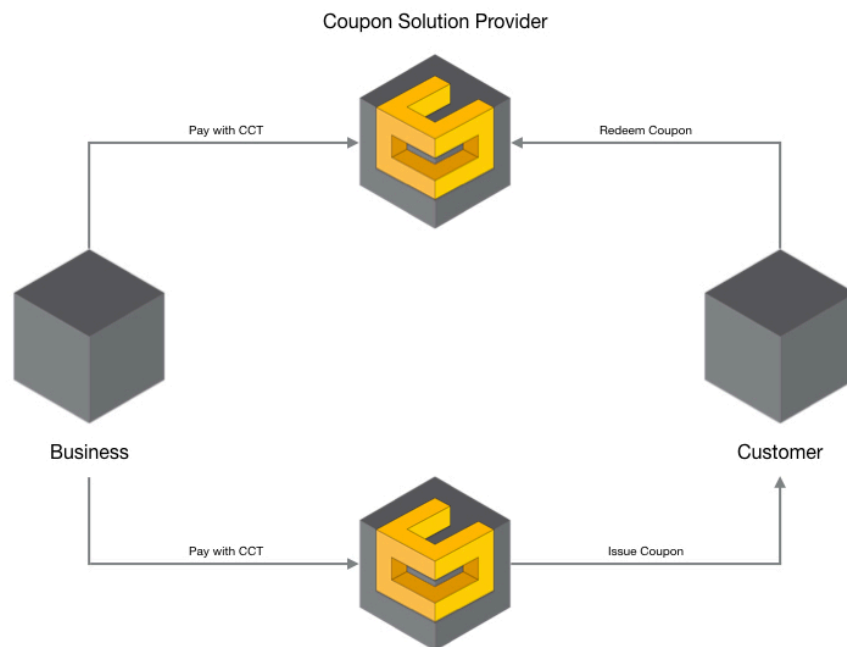 Coupon Solution Provider
Pay with CCT
Redeem Coupon
Business
Customer
Pay with CCT
Issue Coupon